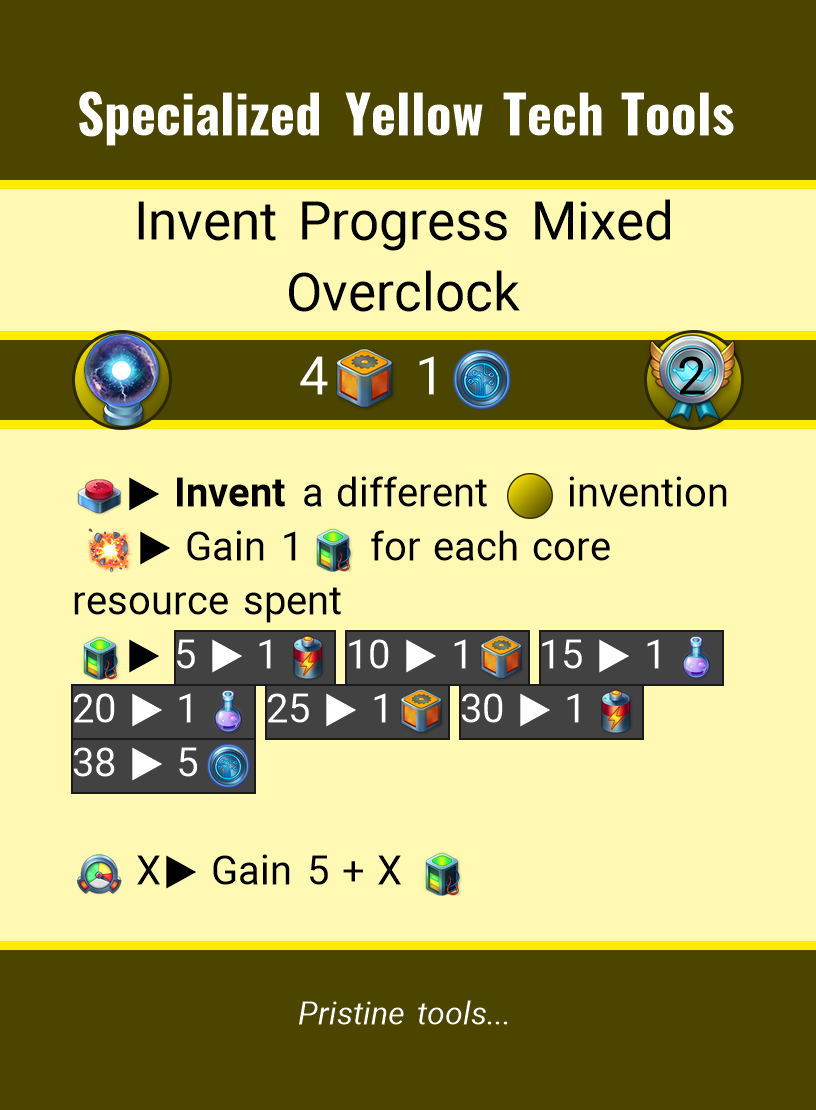 Specialized Yellow Tech Tools
Invent Progress Mixed
Overclock
4 1 2
▶ Invent a different invention
▶ Gain 1 for each core
resource spent
▶ 5 ▶ 1 10 ▶ 1 15 ▶ 1
20 ▶ 1 25 ▶ 1 30 ▶ 1
38 ▶ 5
X▶ Gain 5 + X
Pristine tools...